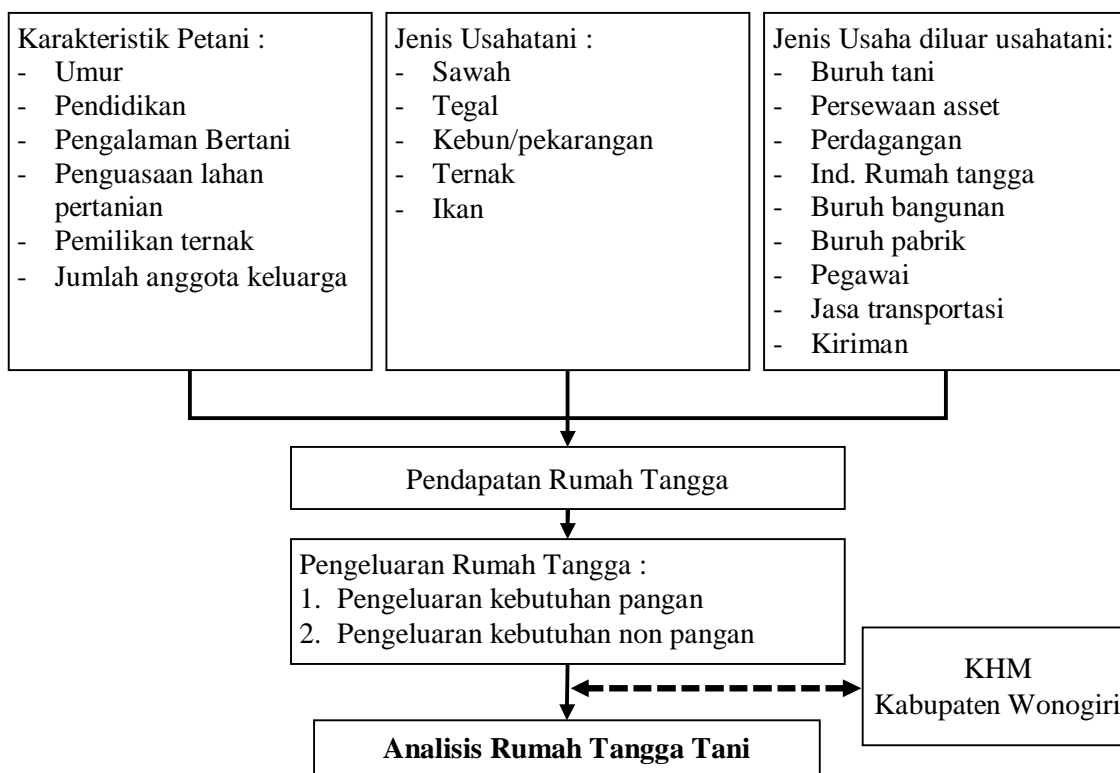 Karakteristik Petani :
- Umur
- Pendidikan
- Pengalaman Bertani
- Penguasaan lahan
pertanian
- Pemilikan ternak
- Jumlah anggota keluarga
Jenis Usahatani :
- Sawah
- Tegal
- Kebun/pekarangan
- Ternak
- Ikan
Jenis Usaha diluar usahatani:
- Buruh tani
- Persewaan asset
- Perdagangan
- Ind. Rumah tangga
- Buruh bangunan
- Buruh pabrik
- Pegawai
- Jasa transportasi
- Kiriman
Pendapatan Rumah Tangga
Pengeluaran Rumah Tangga :
1. Pengeluaran kebutuhan pangan
2. Pengeluaran kebutuhan non pangan
KHM
Kabupaten Wonogiri
Analisis Rumah Tangga Tani